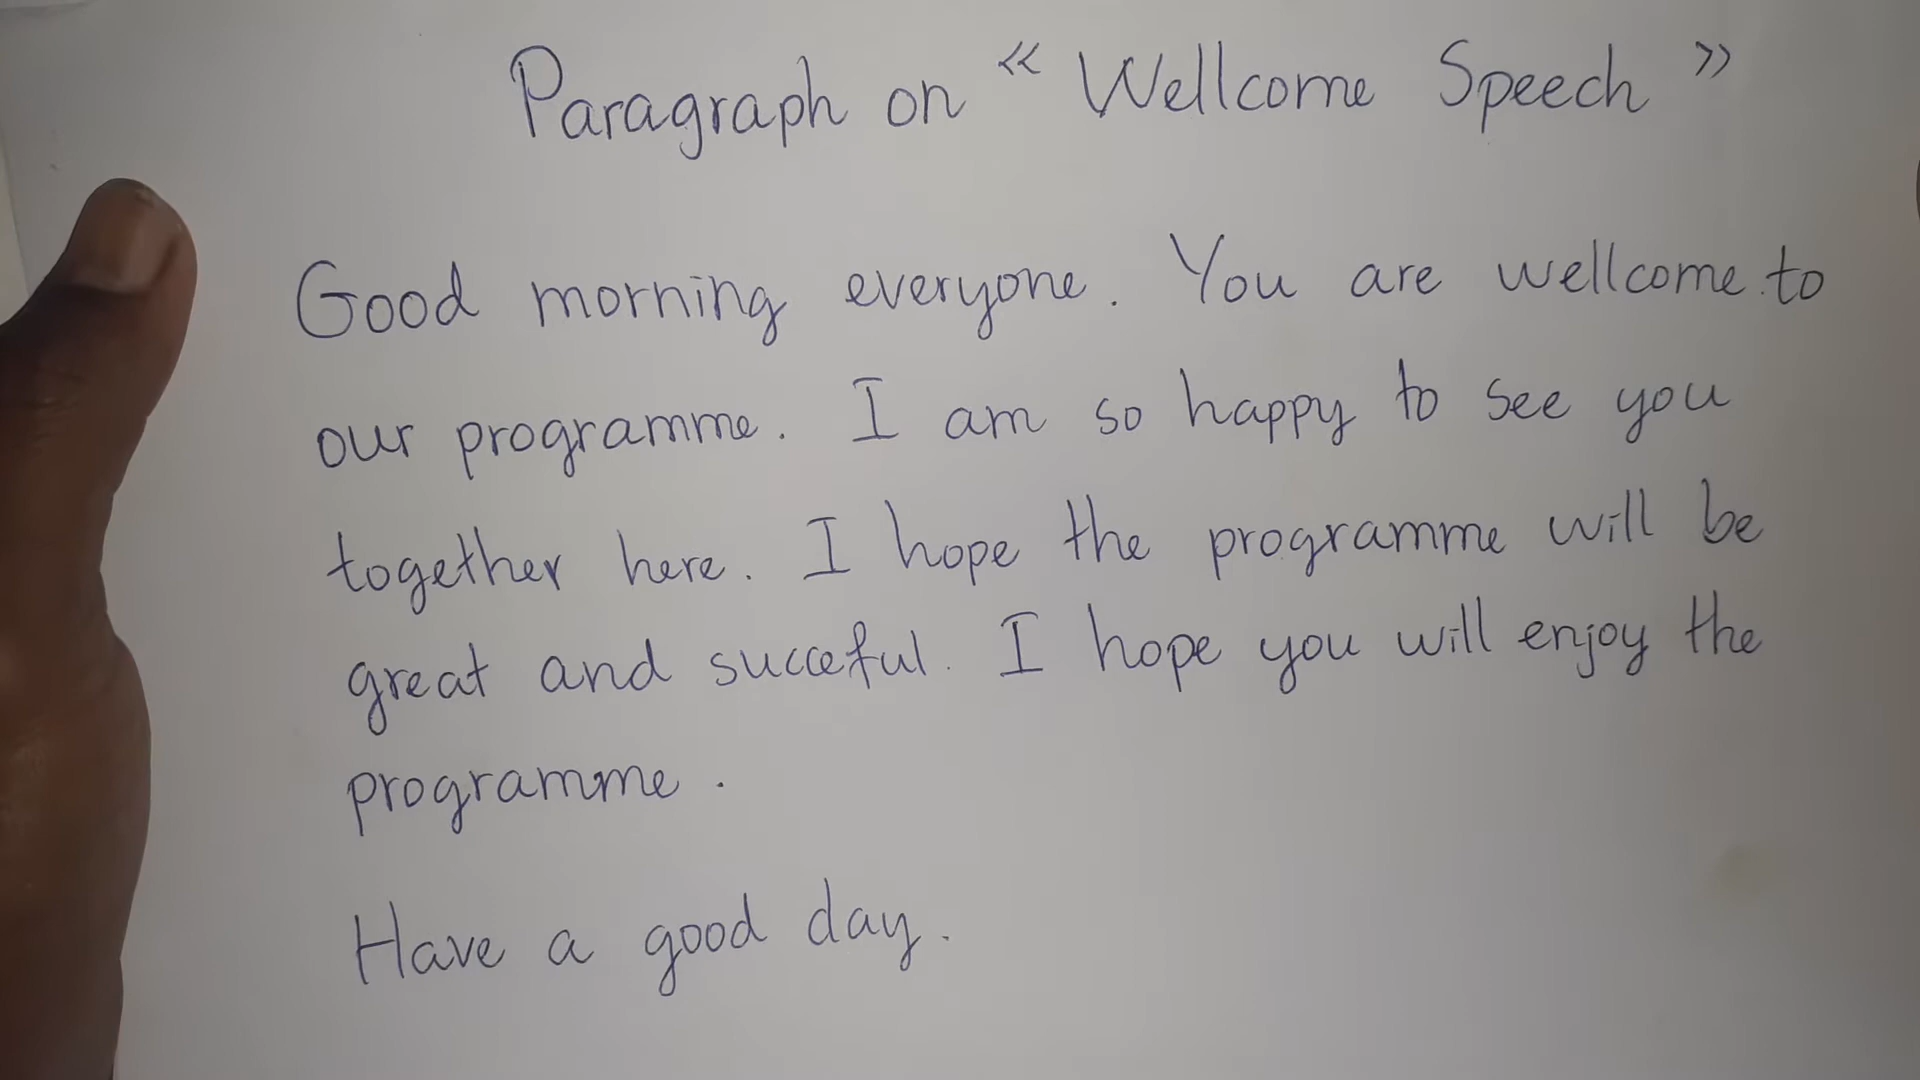 Paragraph on « Wellcome Speech »
Good morning everyone. You are wellcome to
our programme. I am so happy to see you
together here. I hope the programme will be
great and succeful. I hope you will enjoy the
programme.
Have a good day.